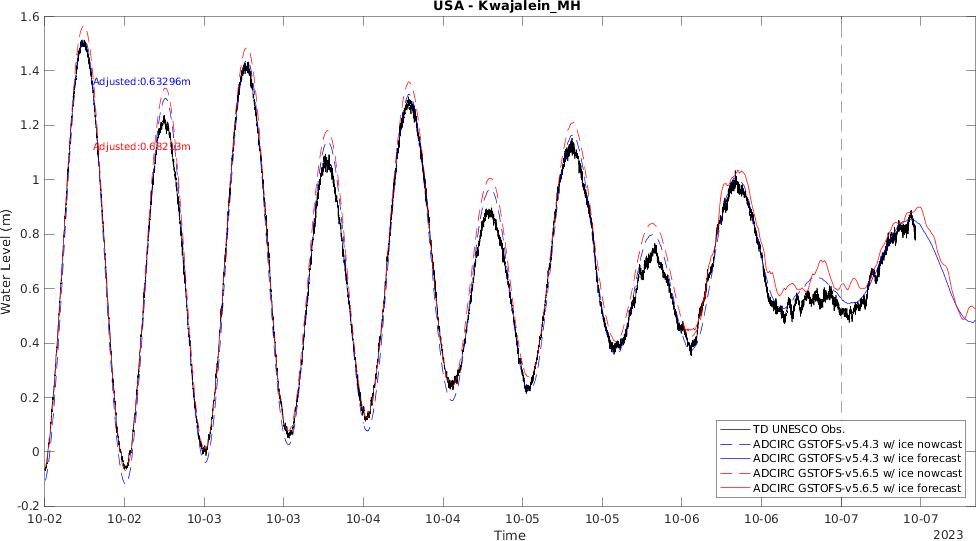 USA - Kwajalein_MH
1.6
1.4
1.2
1
0.8
0.6
0.4
0.2
0
-0.2
Water Level (m)
Adjusted:0.63296m
Adjusted:0.68213m
TD UNESCO Obs.
ADCIRC GSTOFS-v5.4.3 w/ ice nowcast
ADCIRC GSTOFS-v5.4.3 w/ ice forecast
ADCIRC GSTOFS-v5.6.5 w/ ice nowcast
ADCIRC GSTOFS-v5.6.5 w/ ice forecast
10-02 10-02 10-03 10-03 10-04 10-04 10-05 10-05 10-06 10-06 10-07 10-07
Time
2023